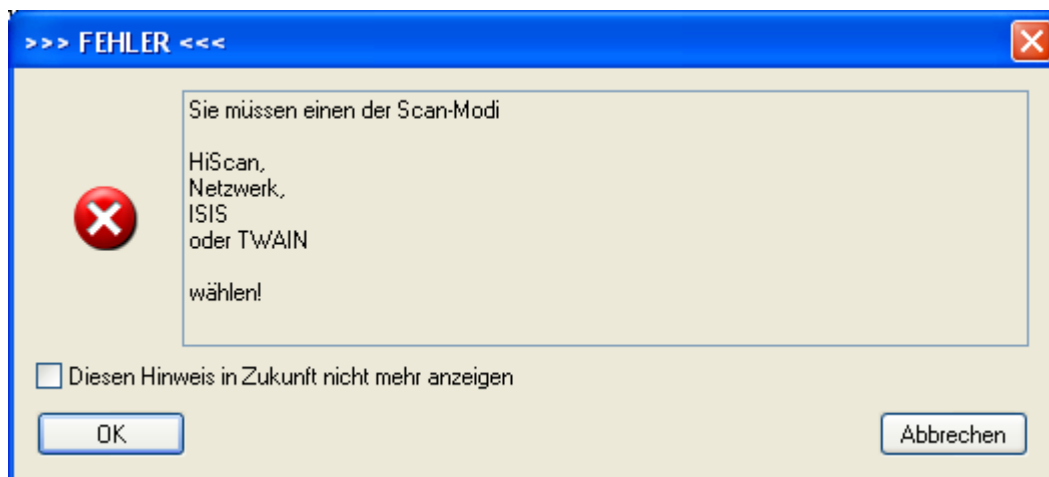 >>> FEHLER <<<
Sie müssen einen der Scan-Modi
HiScan,
Netzwerk,
ISIS
oder TWAIN
wählen!
Diesen Hinweis in Zukunft nicht mehr anzeigen
OK
Abbrechen